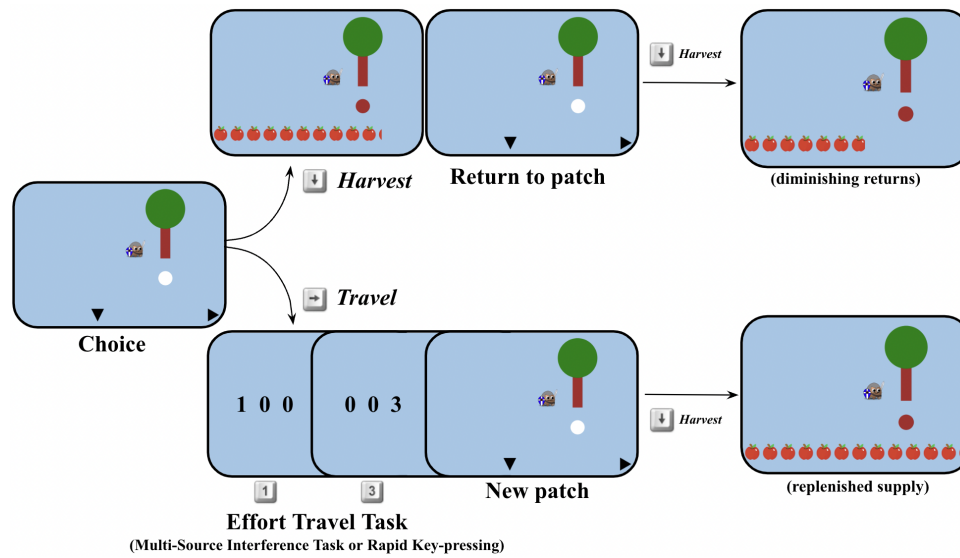 Harvest
Harvest
Return to patch
(diminishing returns)
Choice
Travel
1 0 0
0 0 3
Harvest
1
3
New patch
(replenished supply)
Effort Travel Task
(Multi-Source Interference Task or Rapid Key-pressing)